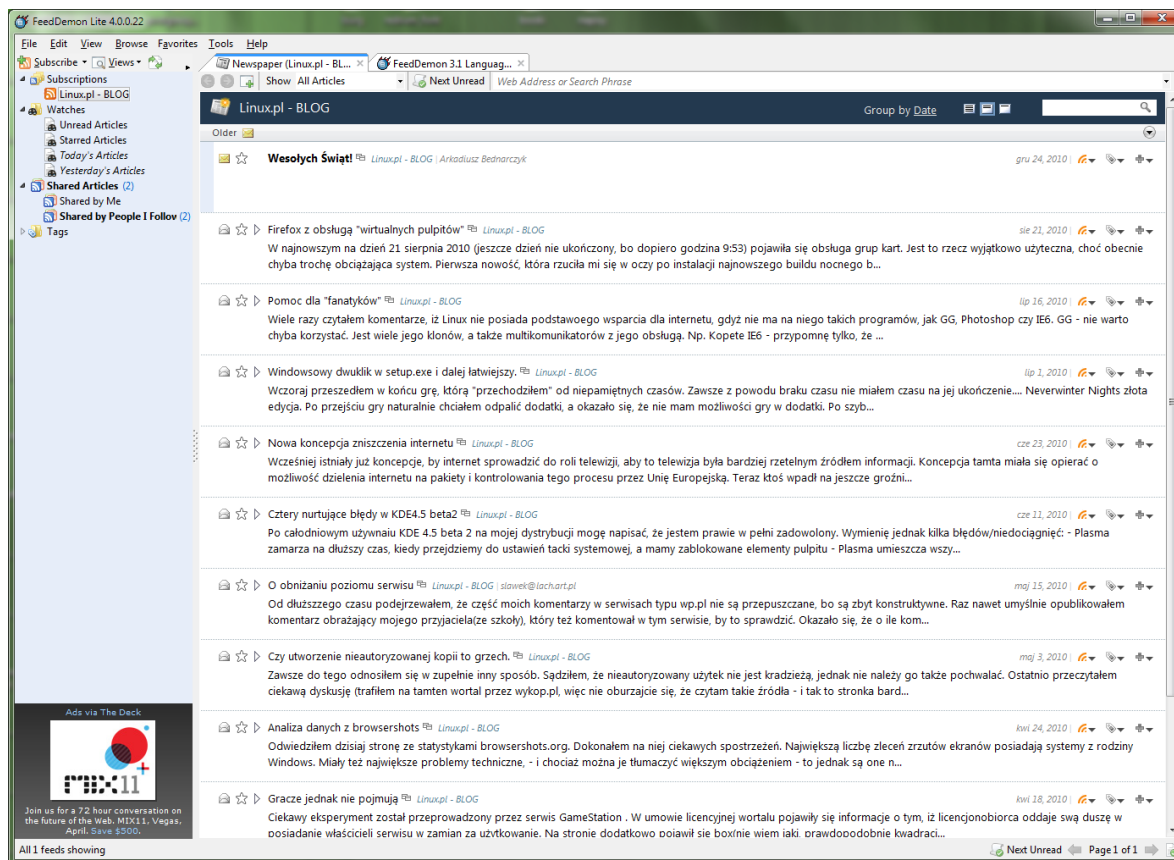 FeedDemon Lite 4.0.0.22
File Edit View Browse Favorites Tools Help
Subscribe Views
Newspaper (Linux.pl - BL...
FeedDemon 3.1 Languag...
Show All Articles
Next Unread
Web Address or Search Phrase
Subscriptions
Linux.pl - BLOG
Watches
Unread Articles
Starred Articles
Today's Articles
Yesterday's Articles
Shared Articles (2)
Shared by Me
Shared by People I Follow (2)
Tags
Linux.pl - BLOG
Group by Date
Older
Wesołych Świąt! Linux.pl - BLOG | Arkadiusz Bednarczyk gru 24, 2010 |
Firefox z obsługą "wirtualnych pulpitów" Linux.pl - BLOG sie 21, 2010 |
W najnowszym na dzień 21 sierpnia 2010 (jeszcze dzień nie ukończony, bo dopiero godzina 9:53) pojawiła się obsługa grup kart. Jest to rzecz wyjątkowo użyteczna, choć obecnie
chyba trochę obciążająca system. Pierwsza nowość, która rzuciła mi się w oczy po instalacji najnowszego buildu nocnego b...
Pomoc dla "fanatyków" Linux.pl - BLOG lip 16, 2010 |
Wiele razy czytałem komentarze, iż Linux nie posiada podstawoego wsparcia dla internetu, gdyż nie ma na niego takich programów, jak GG, Photoshop czy IE6. GG - nie warto
chyba korzystać. Jest wiele jego klonów, a także multikomunikatorów z jego obsługą. Np. Kopete IE6 - przypomnę tylko, że ...
Windowsowy dwuklik w setup.exe i dalej łatwiejszy. Linux.pl - BLOG lip 1, 2010 |
Wczoraj przeszedłem w końcu grę, którą "przechodziłem" od niepamiętnych czasów. Zawsze z powodu braku czasu nie miałem czasu na jej ukończenie.... Neverwinter Nights złota
edycja. Po przejściu gry naturalnie chciałem odpalić dodatki, a okazało się, że nie mam możliwości gry w dodatki. Po szyb...
Nowa koncepcja zniszczenia internetu Linux.pl - BLOG cze 23, 2010 |
Wcześniej istniały już koncepcje, by internet sprowadzić do roli telewizji, aby to telewizja była bardziej rzetelnym źródłem informacji. Koncepcja tamta miała się opierać o
możliwość dzielenia internetu na pakiety i kontrolowania tego procesu przez Unię Europejską. Teraz ktoś wpadł na jeszcze groźni...
Cztery nurtujące błędy w KDE4.5 beta2 Linux.pl - BLOG cze 11, 2010 |
Po całodniowym używaniu KDE 4.5 beta 2 na mojej dystrybucji mogę napisać, że jestem prawie w pełni zadowolony. Wymienię jednak kilka błędów/niedociągnięć: - Plasma
zamarza na dłuższy czas, kiedy przejdziemy do ustawień tacki systemowej, a mamy zablokowane elementy pulpitu - Plasma umieszcza wszy...
O obniżaniu poziomu serwisu Linux.pl - BLOG | slawek@lach.art.pl maj 15, 2010 |
Od dłuższego czasu podejrzewałem, że część moich komentarzy w serwisach typu wp.pl nie są przepuszczane, bo są zbyt konstruktywne. Raz nawet umyślnie opublikowałem
komentarz obrażający mojego przyjaciela(ze szkoły), który też komentował w tym serwisie, by to sprawdzić. Okazało się, że o ile kom...
Czy utworzenie nieautoryzowanej kopii to grzech. Linux.pl - BLOG maj 3, 2010 |
Zawsze do tego odnosiłem się w zupełnie inny sposób. Sądziłem, że nieautoryzowany użytek nie jest kradzieżą, jednak nie należy go także pochwalać. Ostatnio przeczytałem
ciekawą dyskusję (trafiłem na tamten wortal przez wykop.pl, więc nie oburzajcie się, że czytam takie źródła - i tak to stronka bard...
Analiza danych z browsershots Linux.pl - BLOG kwi 24, 2010 |
Odwiedziłem dzisiaj stronę ze statystykami browsershots.org. Dokonałem na niej ciekawych spostrzeżeń. Największą liczbę zleceń zrzutów ekranów posiadają systemy z rodziny
Windows. Miały też największe problemy techniczne, - i chociaż można je tłumaczyć większym obciążeniem - to jednak są one n...
Gracze jednak nie pojmują Linux.pl - BLOG kwi 18, 2010 |
Ciekawy eksperyment został przeprowadzony przez serwis GameStation . W umowie licencyjnej wortalu pojawiły się informacje o tym, iż licencjonobiorca oddaje swą duszę w
posiadanie właścicieli serwisu w zamian za użytkowanie. Na stronie dodatkowo pojawił się box(nie wiem jaki, prawdopodobnie kwadraci...
Ads via The Deck
MIX11
Join us for a 72 hour conversation on
the future of the Web. MIX11, Vegas,
April. Save $500.
All 1 feeds showing
Next Unread Page 1 of 1